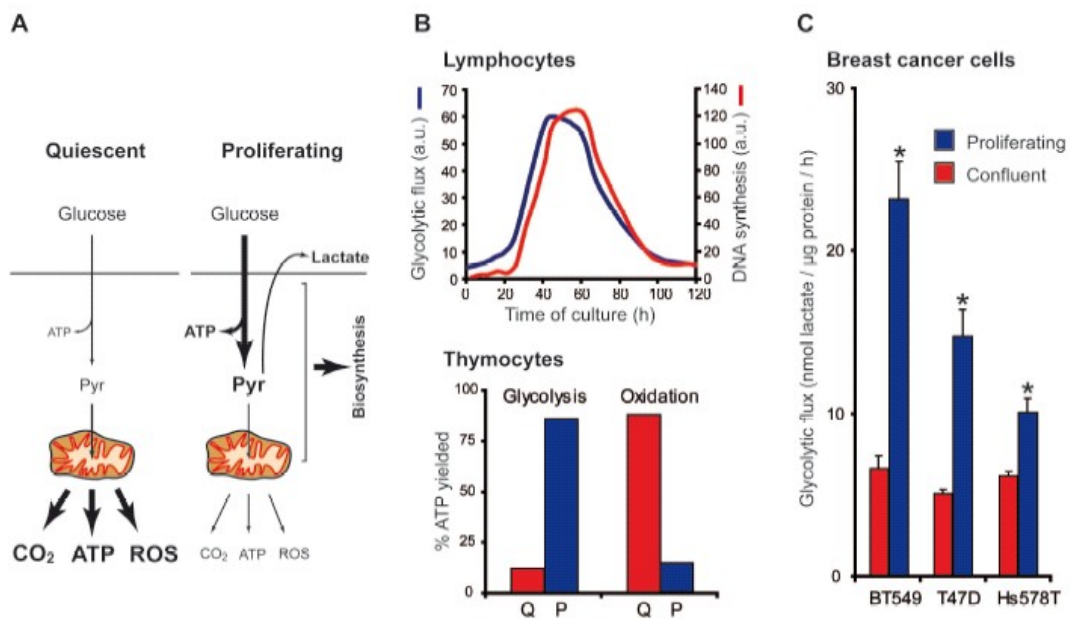 A
Quiescent
Proliferating
Glucose
Glucose
Lactate
ATP
ATP
Pyr
Pyr
Biosynthesis
CO₂ ATP ROS
CO₂ ATP ROS
B
Lymphocytes
Glycolytic flux (a.u.)
70
60
50
40
30
20
10
0
140
120
100
80
60
40
20
0
DNA synthesis (a.u.)
0 20 40 60 80 100 120
Time of culture (h)
Thymocytes
Glycolysis Oxidation
% ATP yielded
100
75
50
25
0
Q P Q P
C
Breast cancer cells
Glycolytic flux (nmol lactate / µg protein / h)
30
20
10
0
Proliferating
Confluent
*
*
*
BT549 T47D Hs578T